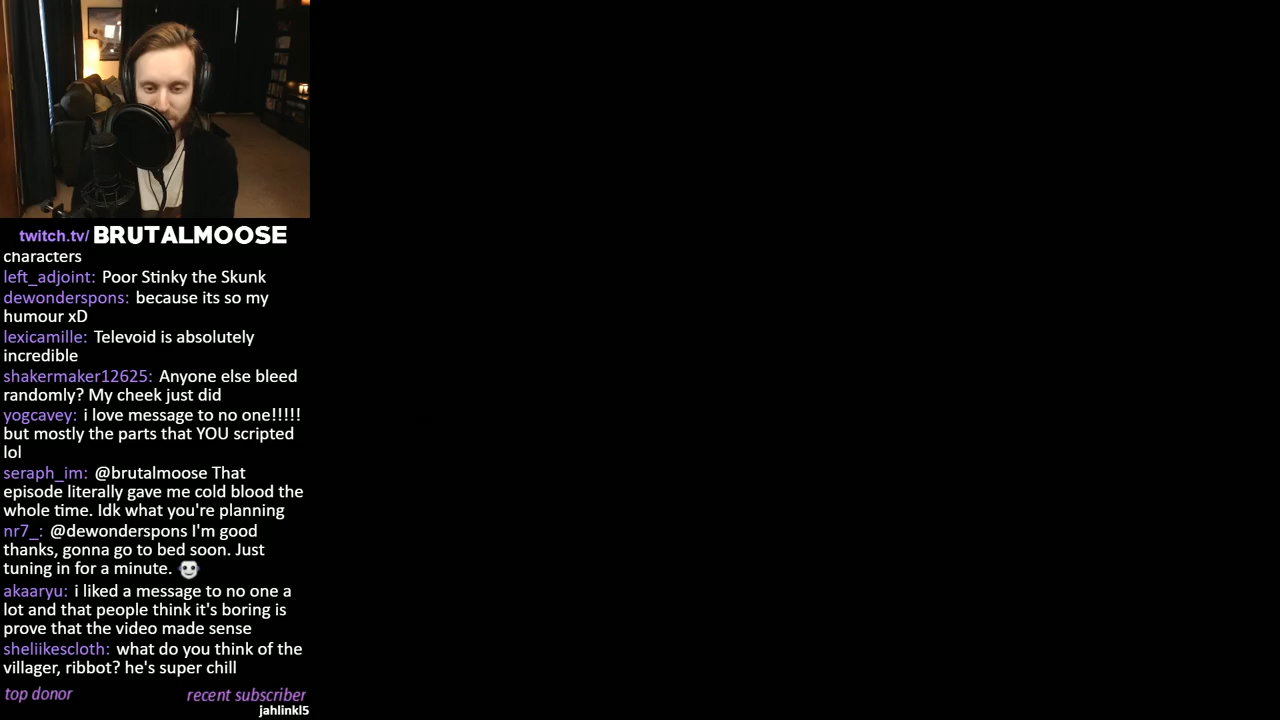 twitch.tv/ BRUTALMOOSE
characters
left_adjoint: Poor Stinky the Skunk
dewonderspons: because its so my
humour xD
lexicamille: Televoid is absolutely
incredible
shakermaker12625: Anyone else bleed
randomly? My cheek just did
yogcavey: i love message to no one!!!!!
but mostly the parts that YOU scripted
lol
seraph_im: @brutalmoose That
episode literally gave me cold blood the
whole time. Idk what you're planning
nr7_: @dewonderspons I'm good
thanks, gonna go to bed soon. Just
tuning in for a minute.
akaaryu: i liked a message to no one a
lot and that people think it's boring is
prove that the video made sense
sheliikescloth: what do you think of the
villager, ribbot? he's super chill
top donor recent subscriber
jahlinkl5